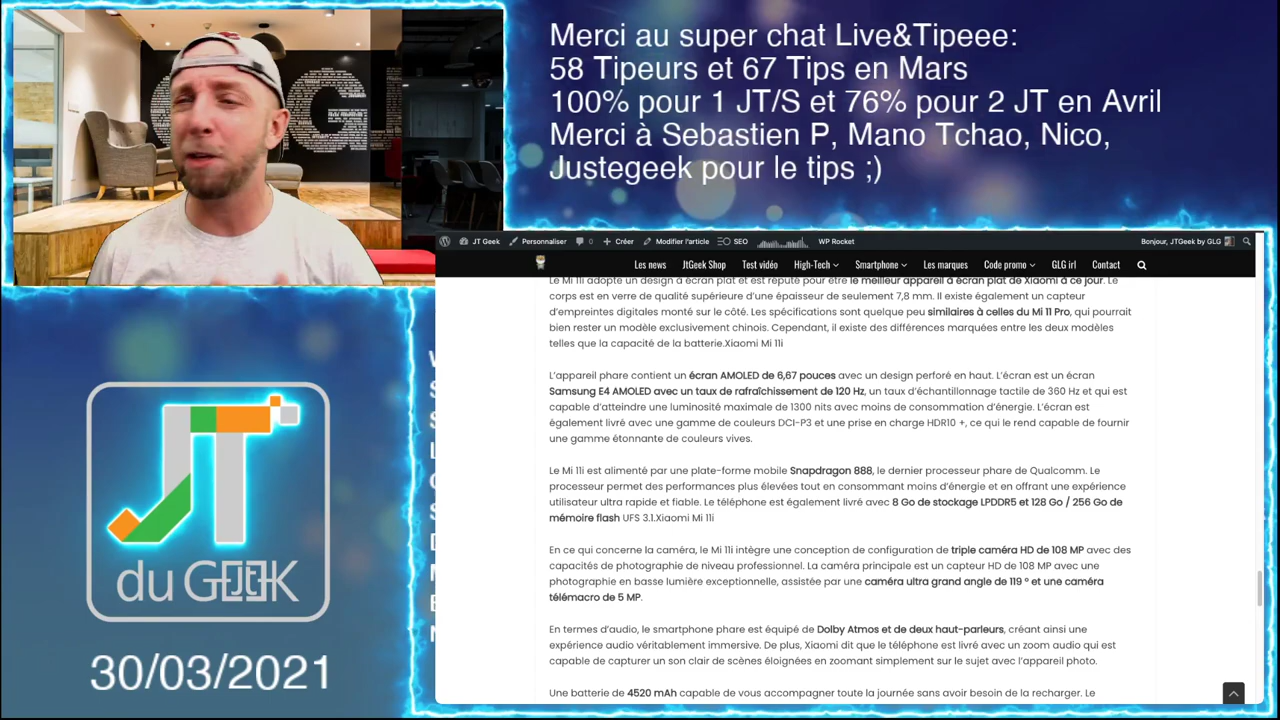 Merci au super chat Live&Tipeee:
58 Tipeurs et 67 Tips en Mars
100% pour 1 JT/S et 76% pour 2 JT en Avril
Merci à Sebastien P, Mano Tchao, Nico,
Justegeek pour le tips ;)
JT Geek Personnaliser 0 Créer Modifier l'article SEO WP Rocket Bonjour, JTGeek by GLG
Les news JtGeek Shop Test vidéo High-Tech Smartphone Les marques Code promo GLG irl Contact
Le Mi 11i adopte un design à écran plat et est réputé pour être le meilleur appareil à écran plat de Xiaomi à ce jour. Le
corps est en verre de qualité supérieure d'une épaisseur de seulement 7,8 mm. Il existe également un capteur
d'empreintes digitales monté sur le côté. Les spécifications sont quelque peu similaires à celles du Mi 11 Pro, qui pourrait
bien rester un modèle exclusivement chinois. Cependant, il existe des différences marquées entre les deux modèles
telles que la capacité de la batterie.Xiaomi Mi 11i
L'appareil phare contient un écran AMOLED de 6,67 pouces avec un design perforé en haut. L'écran est un écran
Samsung E4 AMOLED avec un taux de rafraîchissement de 120 Hz, un taux d'échantillonnage tactile de 360 Hz et qui est
capable d'atteindre une luminosité maximale de 1300 nits avec moins de consommation d'énergie. L'écran est
également livré avec une gamme de couleurs DCI-P3 et une prise en charge HDR10 +, ce qui le rend capable de fournir
une gamme étonnante de couleurs vives.
Le Mi 11i est alimenté par une plate-forme mobile Snapdragon 888, le dernier processeur phare de Qualcomm. Le
processeur permet des performances plus élevées tout en consommant moins d'énergie et en offrant une expérience
utilisateur ultra rapide et fiable. Le téléphone est également livré avec 8 Go de stockage LPDDR5 et 128 Go / 256 Go de
mémoire flash UFS 3.1.Xiaomi Mi 11i
En ce qui concerne la caméra, le Mi 11i intègre une conception de configuration de triple caméra HD de 108 MP avec des
capacités de photographie de niveau professionnel. La caméra principale est un capteur HD de 108 MP avec une
photographie en basse lumière exceptionnelle, assistée par une caméra ultra grand angle de 119 ° et une caméra
télémacro de 5 MP.
En termes d'audio, le smartphone phare est équipé de Dolby Atmos et de deux haut-parleurs, créant ainsi une
expérience audio véritablement immersive. De plus, Xiaomi dit que le téléphone est livré avec un zoom audio qui est
capable de capturer un son clair de scènes éloignées en zoomant simplement sur le sujet avec l'appareil photo.
Une batterie de 4520 mAh capable de vous accompagner toute la journée sans avoir besoin de la recharger. Le
JT
du GEEK
30/03/2021